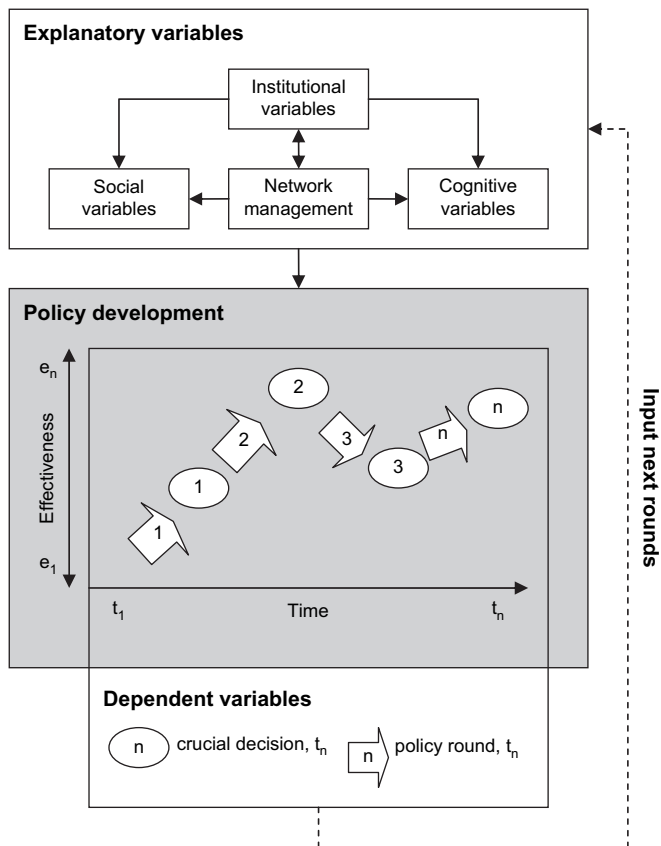 Explanatory variables
Institutional
variables
Social
variables
Network
management
Cognitive
variables
Policy development
eₙ
Effectiveness
e₁
1
1
2
2
3
3
n
n
t₁
Time
tₙ
Dependent variables
n
crucial decision, tₙ
n
policy round, tₙ
Input next rounds